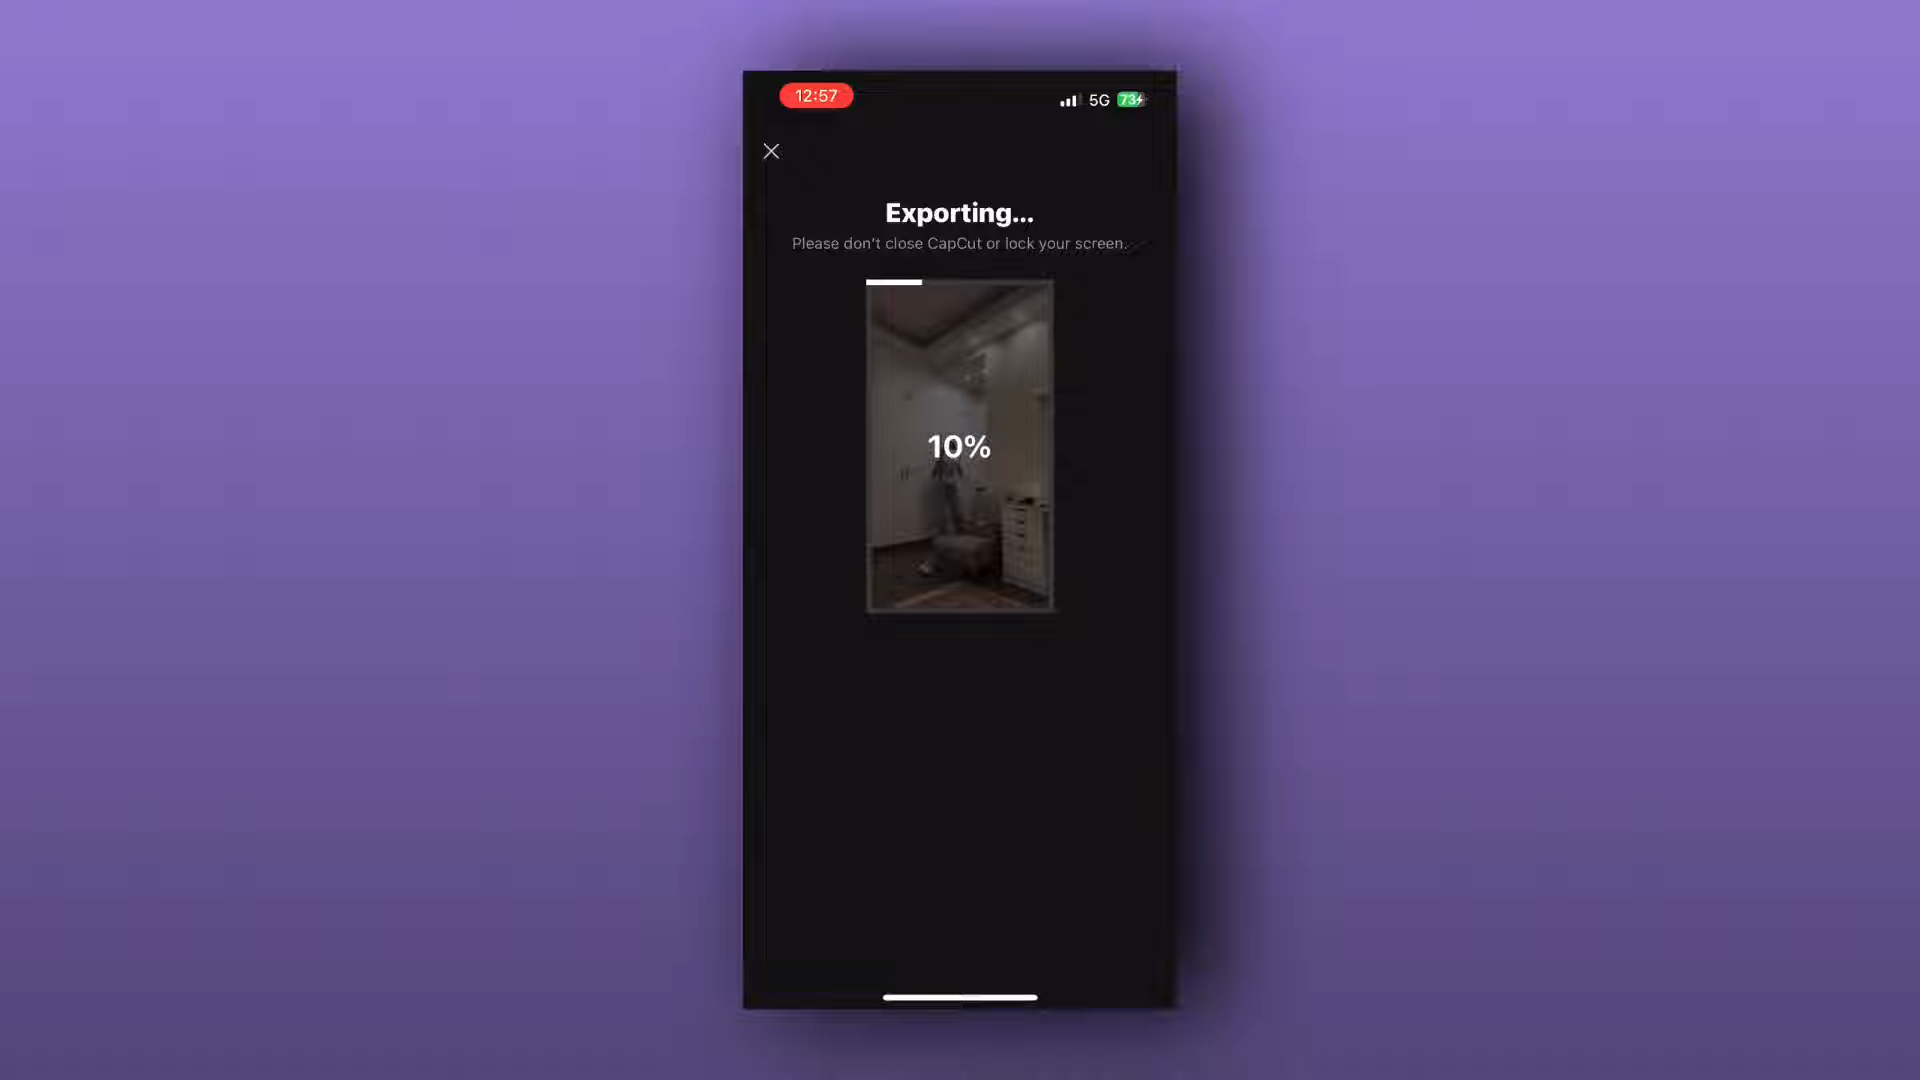 12:57
5G 73
Exporting...
Please don't close CapCut or lock your screen.
10%